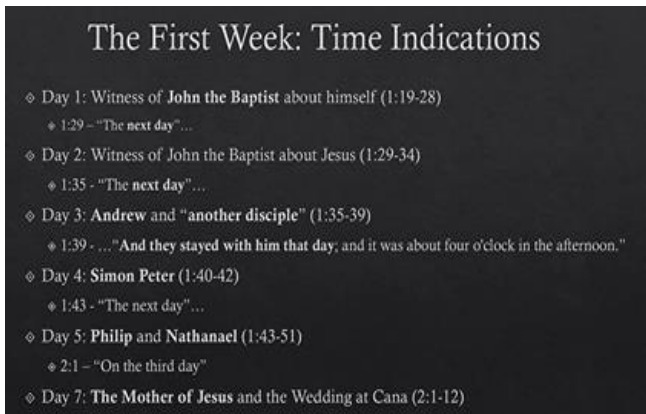 The First Week: Time Indications
Day 1: Witness of John the Baptist about himself (1:19-28)
1:29 – “The next day”…
Day 2: Witness of John the Baptist about Jesus (1:29-34)
1:35 - “The next day”…
Day 3: Andrew and “another disciple” (1:35-39)
1:39 - …“And they stayed with him that day; and it was about four o'clock in the afternoon.”
Day 4: Simon Peter (1:40-42)
1:43 - “The next day”…
Day 5: Philip and Nathanael (1:43-51)
2:1 – “On the third day”
Day 7: The Mother of Jesus and the Wedding at Cana (2:1-12)